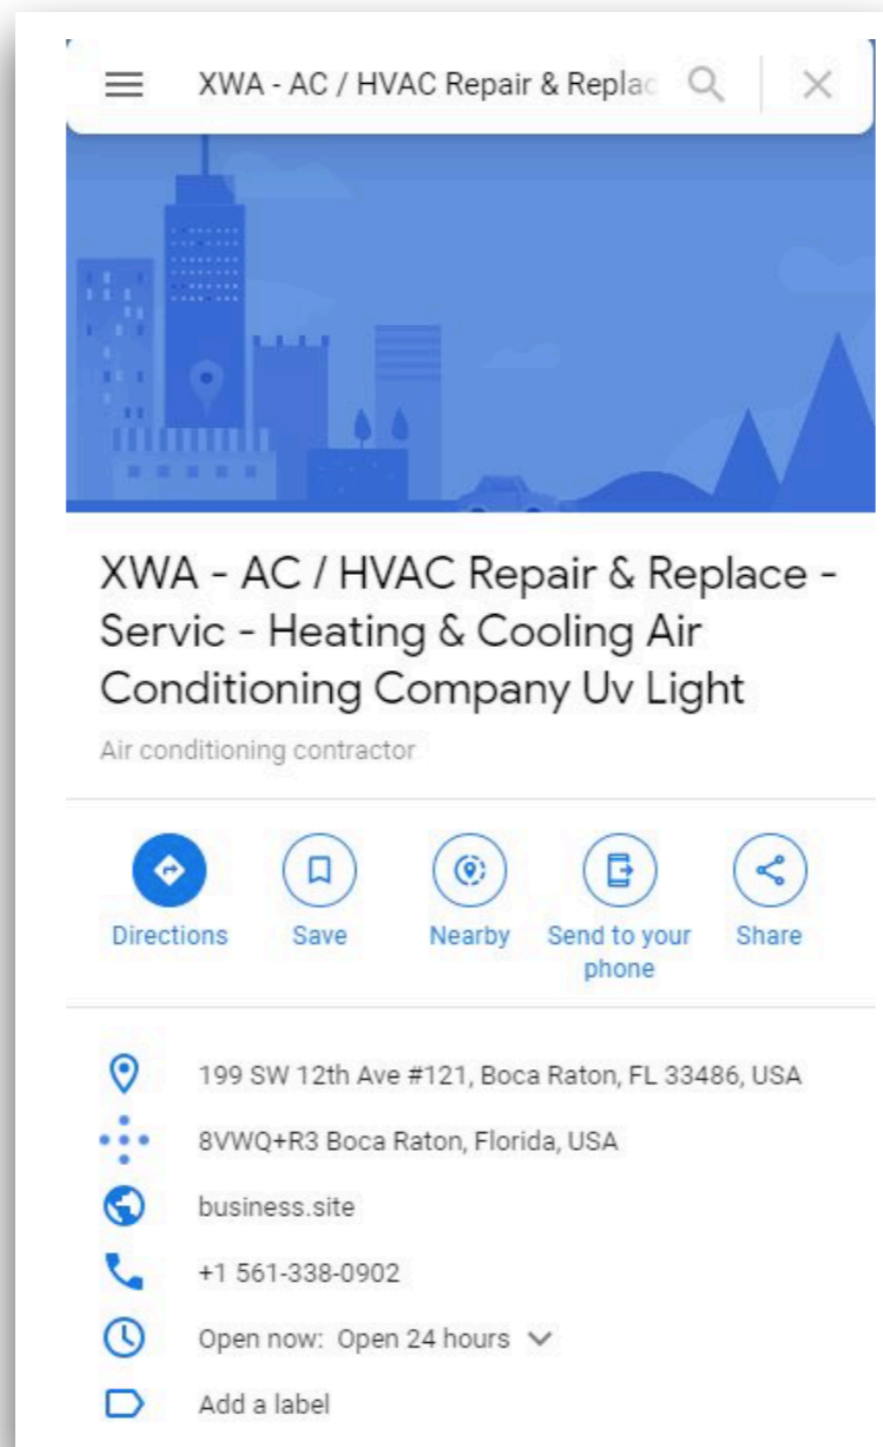 XWA - AC / HVAC Repair & Replac
XWA - AC / HVAC Repair & Replace -
Servic - Heating & Cooling Air
Conditioning Company Uv Light
Air conditioning contractor
Directions
Save
Nearby
Send to your
phone
Share
199 SW 12th Ave #121, Boca Raton, FL 33486, USA
8VWQ+R3 Boca Raton, Florida, USA
business.site
+1 561-338-0902
Open now: Open 24 hours
Add a label